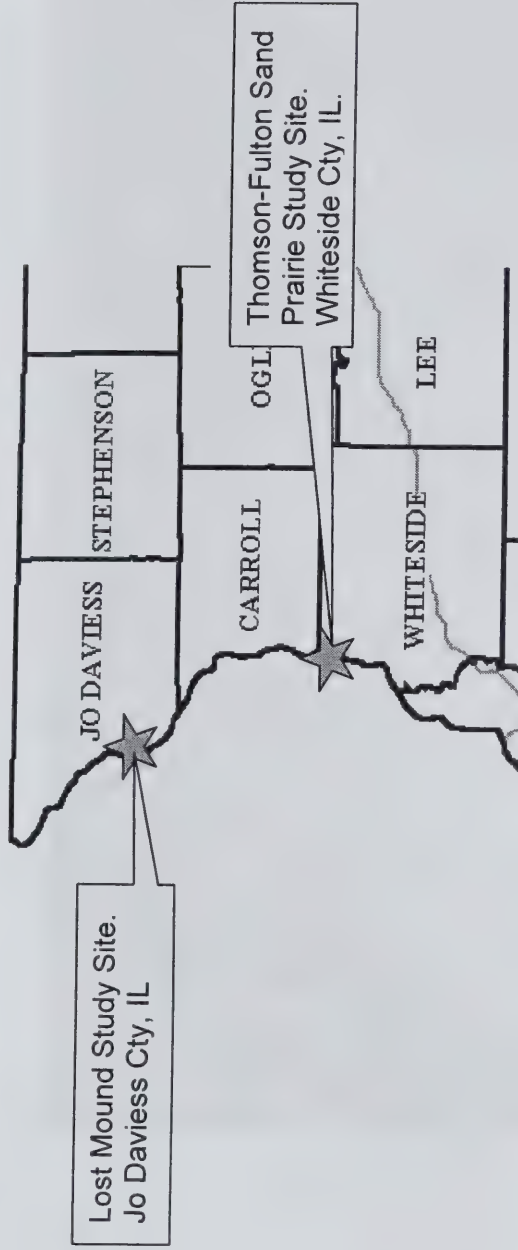 Lost Mound Study Site.
Jo Daviess Cty, IL
Thomson-Fulton Sand
Prairie Study Site.
Whiteside Cty, IL.
JO DAVIESS
STEPHENSON
CARROLL
OGL
WHITESIDE
LEE